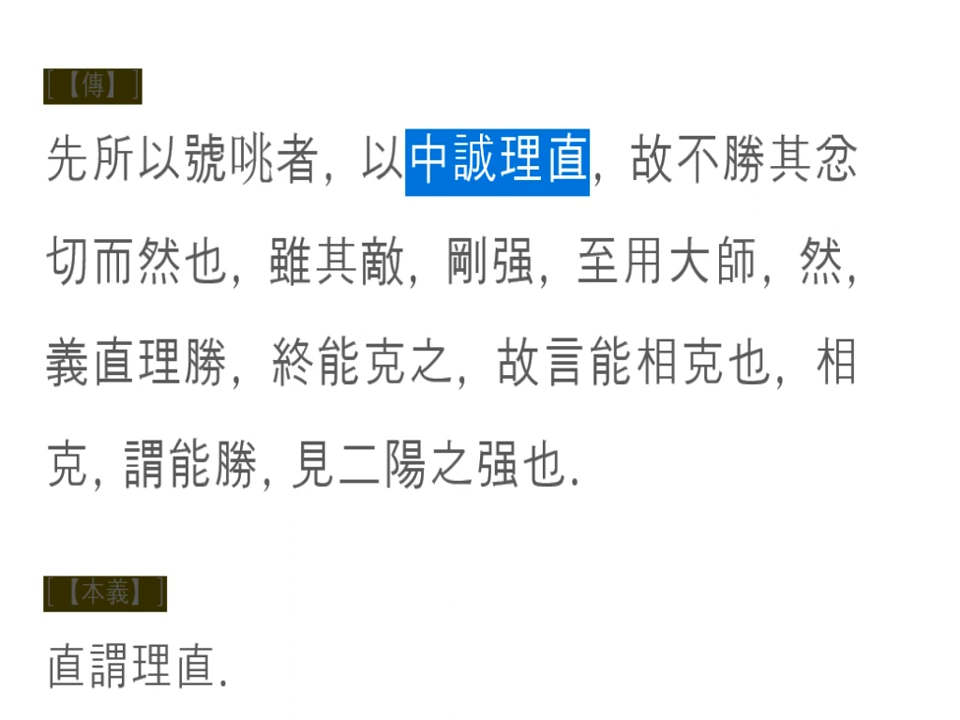 [【傳】]
先所以號咷者, 以中誠理直, 故不勝其忿
切而然也, 雖其敵, 剛强, 至用大師, 然,
義直理勝, 終能克之, 故言能相克也, 相
克, 謂能勝, 見二陽之强也.
[【本義】]
直謂理直.